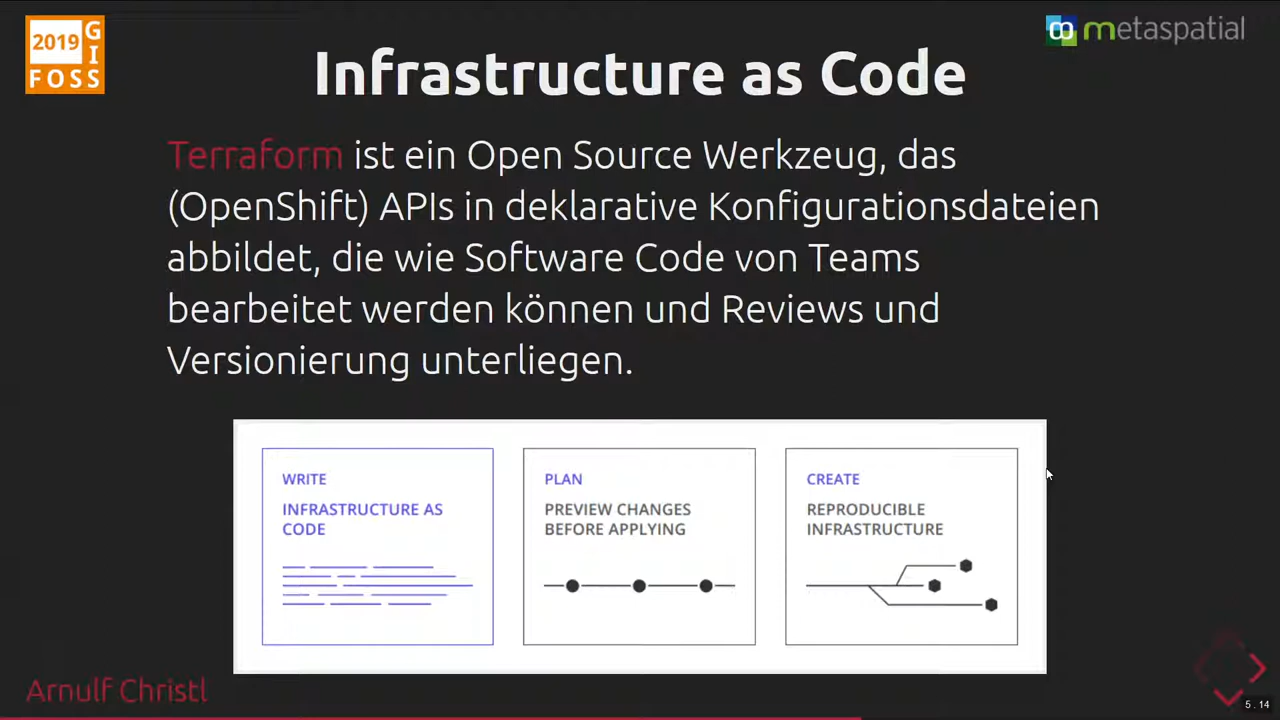 2019 G
I
FOSS
metaspatial
Infrastructure as Code
Terraform ist ein Open Source Werkzeug, das
(OpenShift) APIs in deklarative Konfigurationsdateien
abbildet, die wie Software Code von Teams
bearbeitet werden können und Reviews und
Versionierung unterliegen.
WRITE
INFRASTRUCTURE AS
CODE
PLAN
PREVIEW CHANGES
BEFORE APPLYING
CREATE
REPRODUCIBLE
INFRASTRUCTURE
Arnulf Christl
5.14